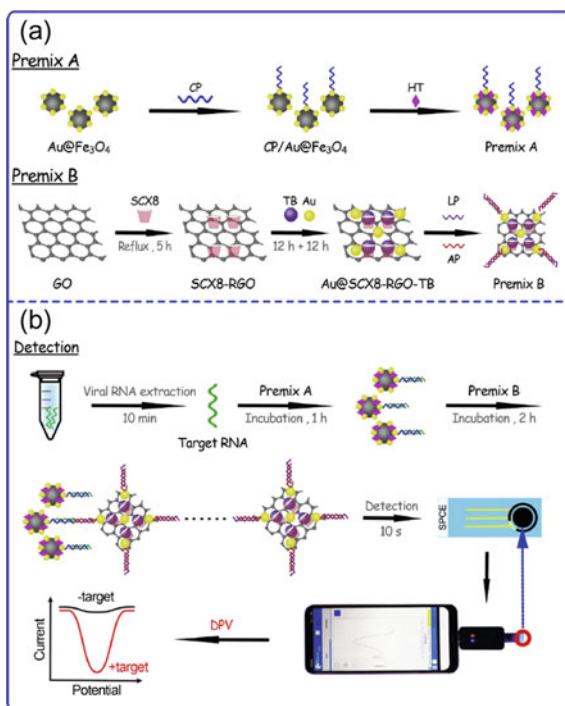 (a)
Premix A
CP
HT
Au@Fe₃O₄
CP/Au@Fe₃O₄
Premix A
Premix B
SCX8
Reflux , 5 h
TB Au
12 h + 12 h
LP
AP
GO
SCX8-RGO
Au@SCX8-RGO-TB
Premix B
(b)
Detection
Viral RNA extraction
10 min
Target RNA
Premix A
Incubation , 1 h
Premix B
Incubation , 2 h
Detection
10 s
SPCE
-target
Current
+target
Potential
DPV